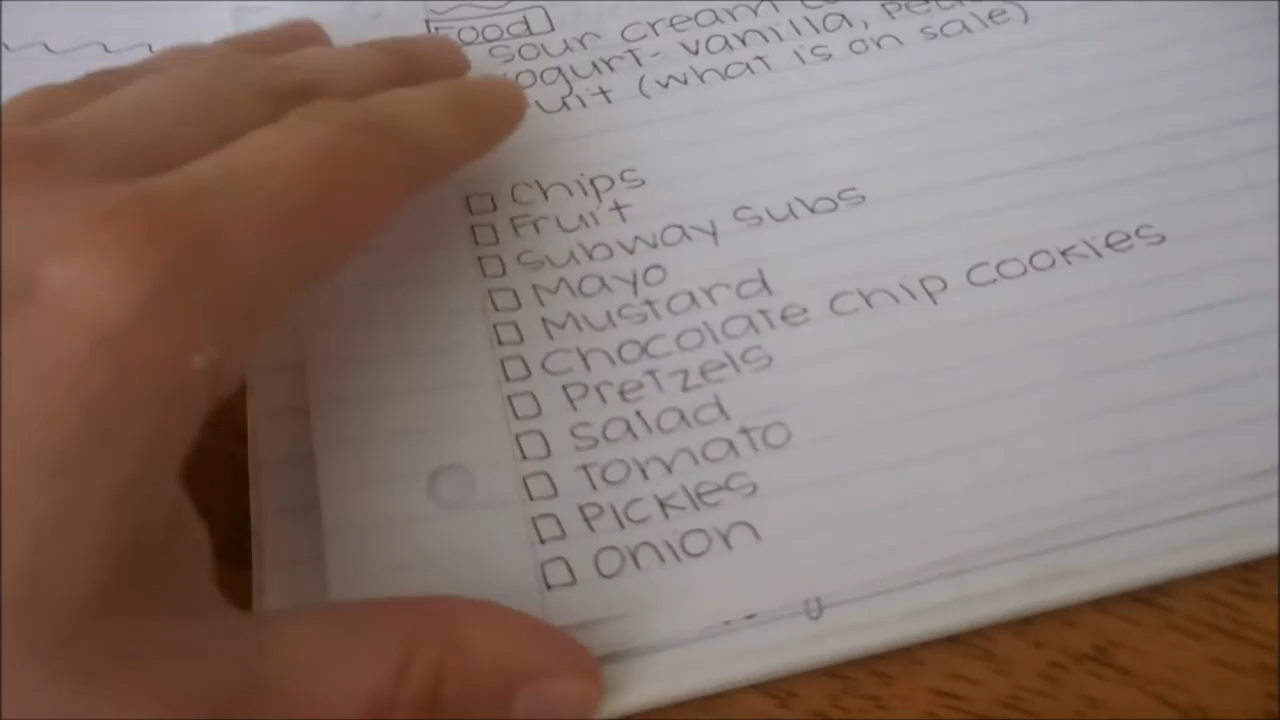 Food
sour cream
yogurt- vanilla,
(what is on sale)
Chips
Fruit
Subway Subs
Mayo
Mustard
Chocolate chip cookies
Pretzels
Salad
Tomato
Pickles
Onion